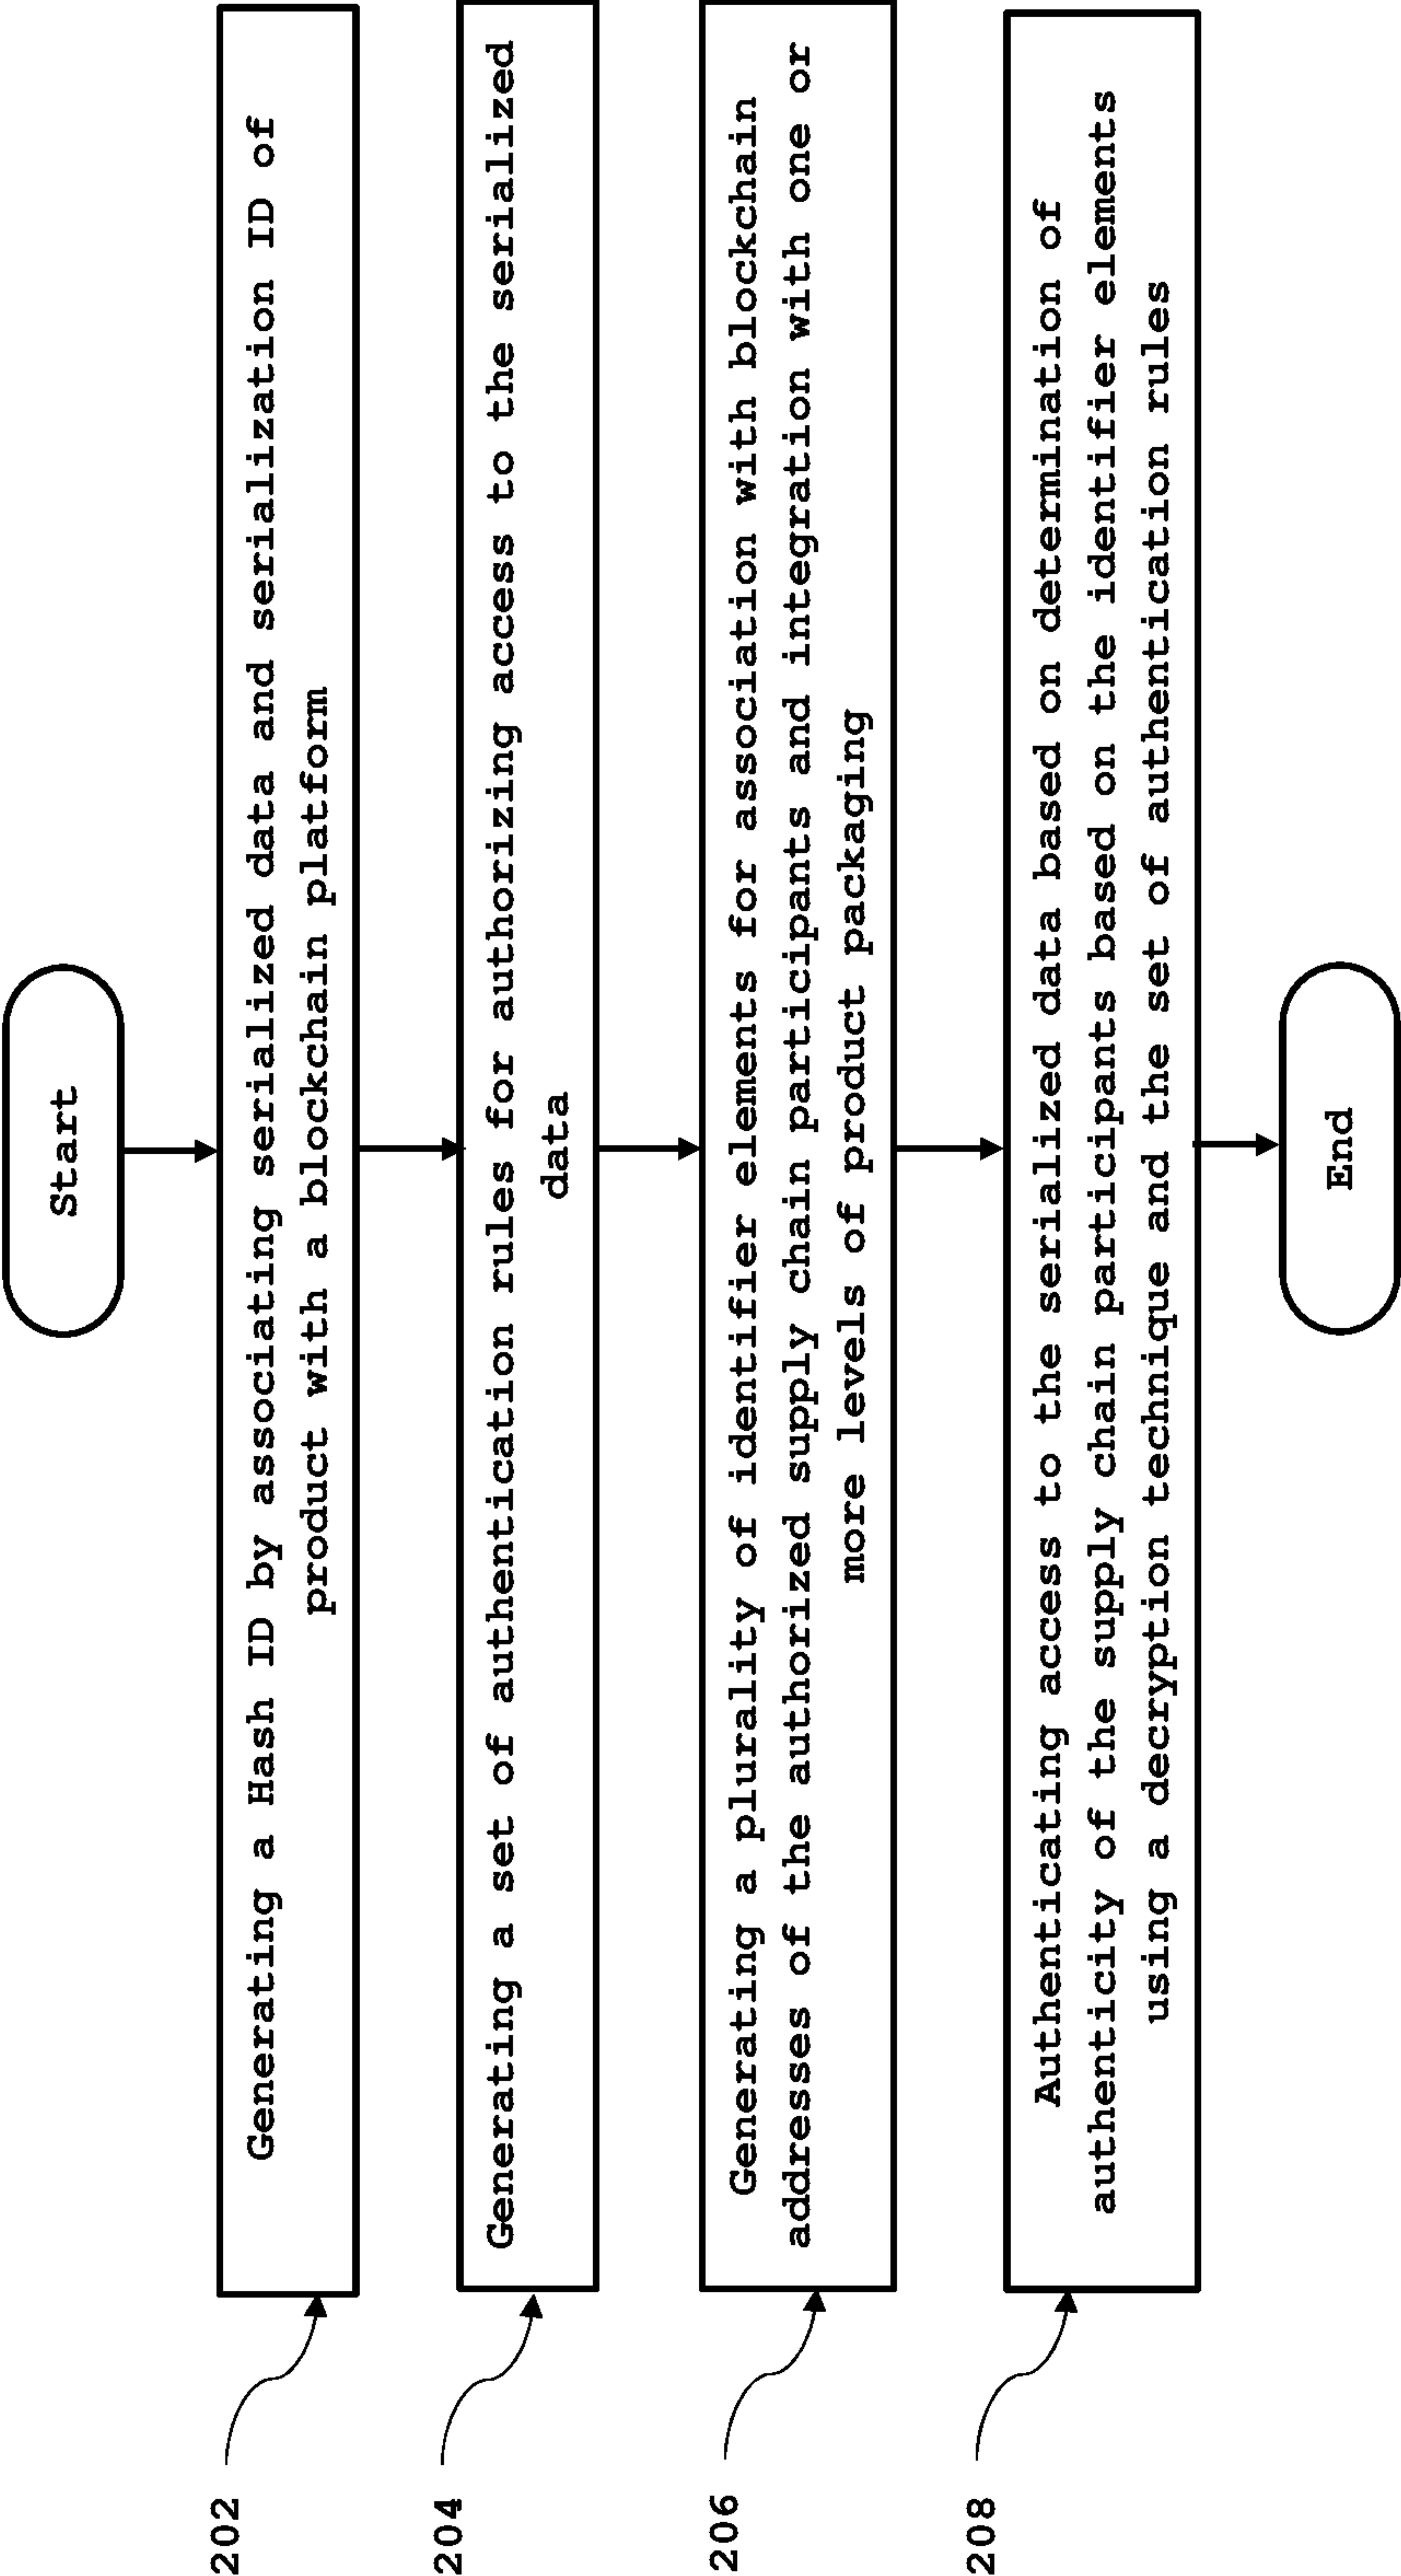 Start
202
Generating a Hash ID by associating serialized data and serialization ID of
product with a blockchain platform
204
Generating a set of authentication rules for authorizing access to the serialized
data
206
Generating a plurality of identifier elements for association with blockchain
addresses of the authorized supply chain participants and integration with one or
more levels of product packaging
208
Authenticating access to the serialized data based on determination of
authenticity of the supply chain participants based on the identifier elements
using a decryption technique and the set of authentication rules
End